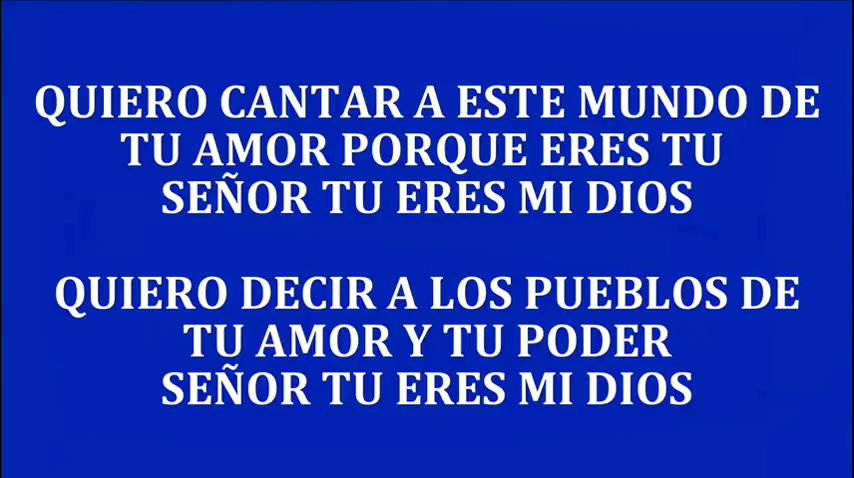 QUIERO CANTAR A ESTE MUNDO DE
TU AMOR PORQUE ERES TU
SEÑOR TU ERES MI DIOS
QUIERO DECIR A LOS PUEBLOS DE
TU AMOR Y TU PODER
SEÑOR TU ERES MI DIOS